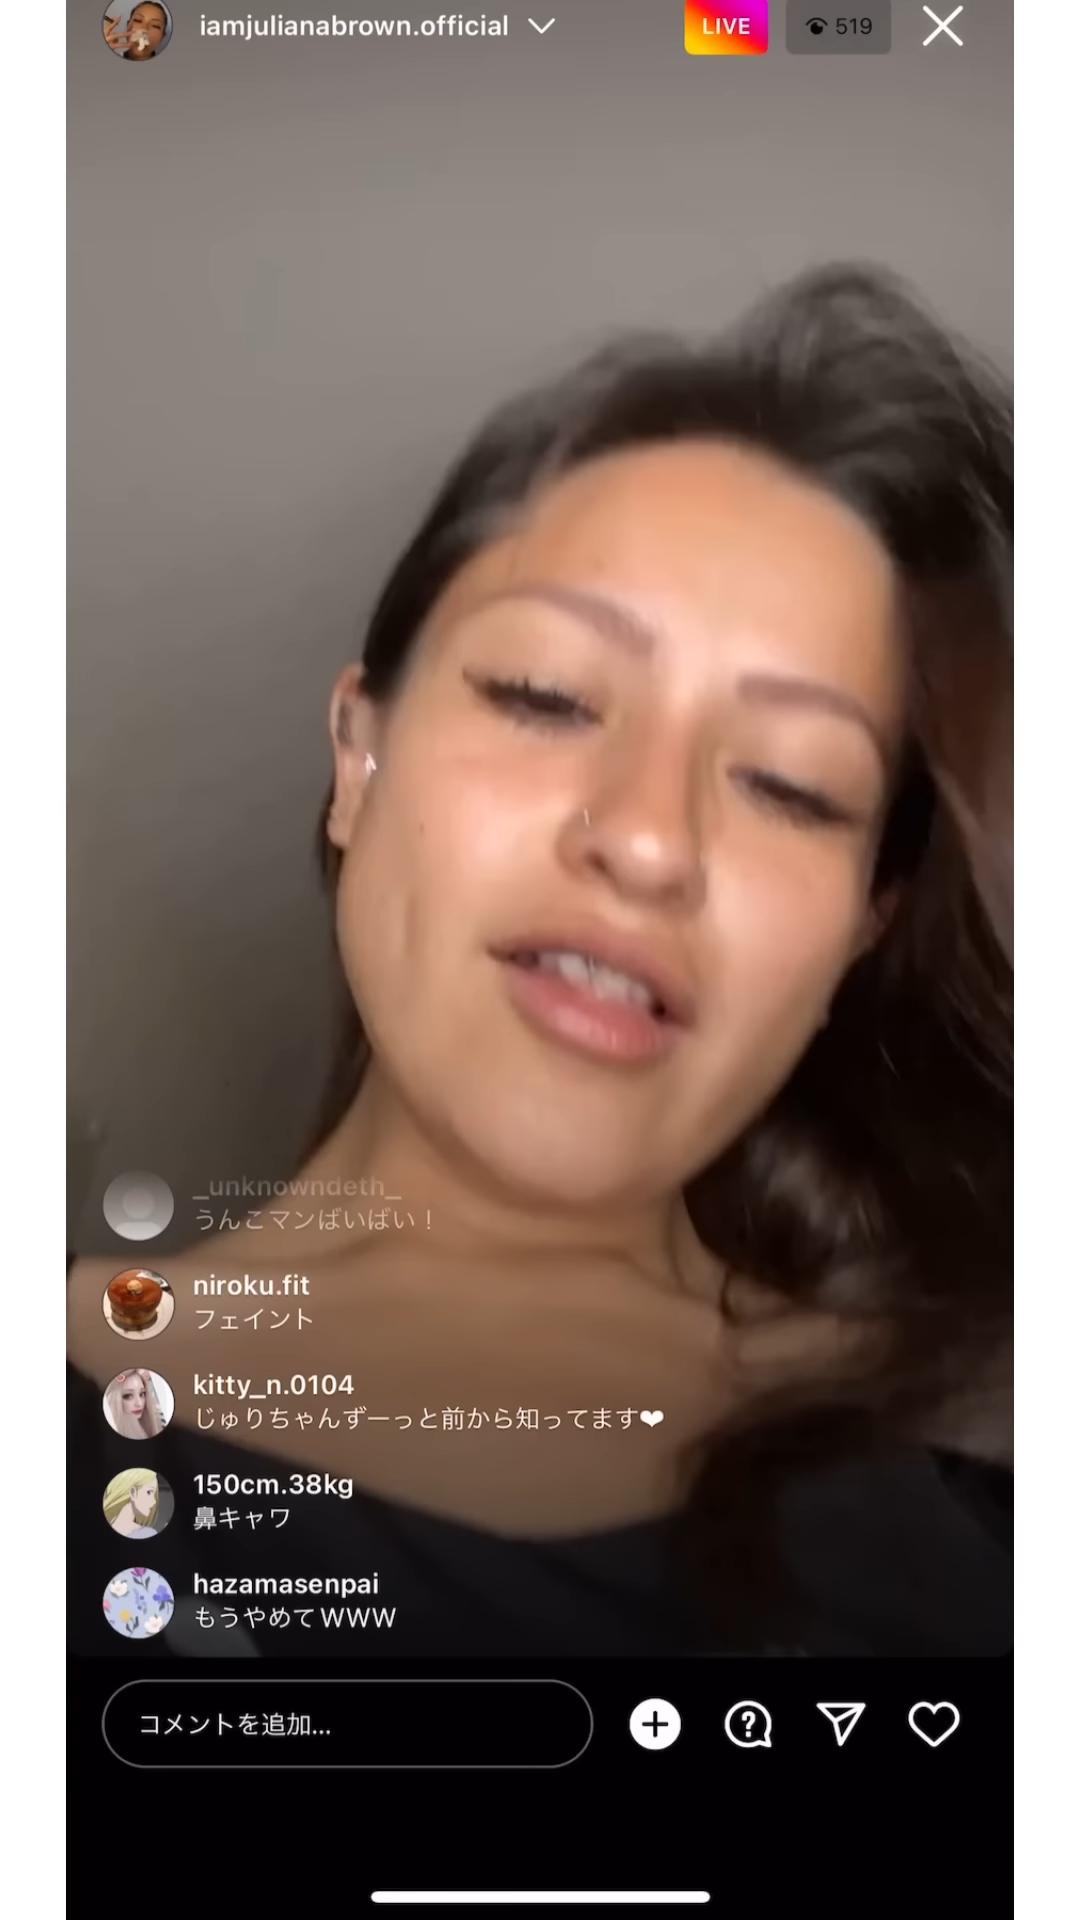 iamjulianabrown.official
LIVE
519
_unknowndeth_
うんこマンばいばい！
niroku.fit
フェイント
kitty_n.0104
じゅりちゃんずーっと前から知ってます❤
150cm.38kg
鼻キャワ
hazamasenpai
もうやめてWWW
コメントを追加...